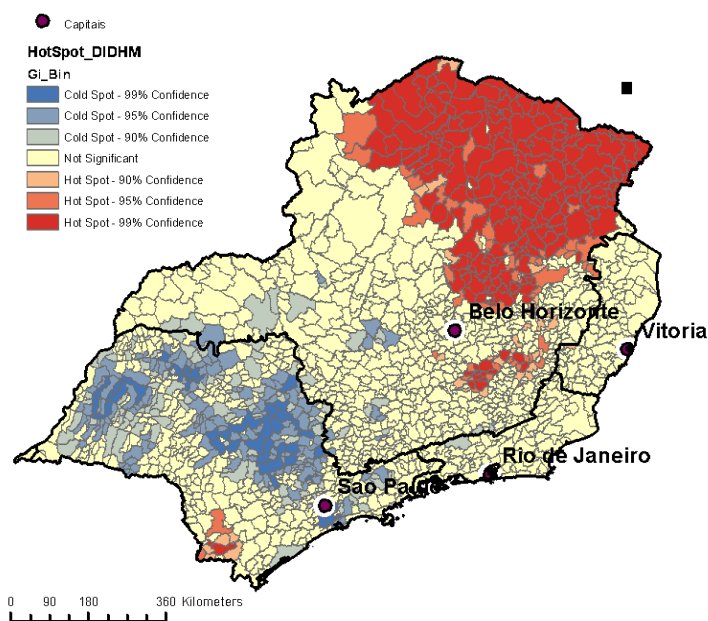 Capitais
HotSpot_DIDHM
Gi_Bin
Cold Spot - 99% Confidence
Cold Spot - 95% Confidence
Cold Spot - 90% Confidence
Not Significant
Hot Spot - 90% Confidence
Hot Spot - 95% Confidence
Hot Spot - 99% Confidence
Belo Horizonte
Vitoria
Rio de Janeiro
Sao Paulo
0 90 180 360 Kilometers